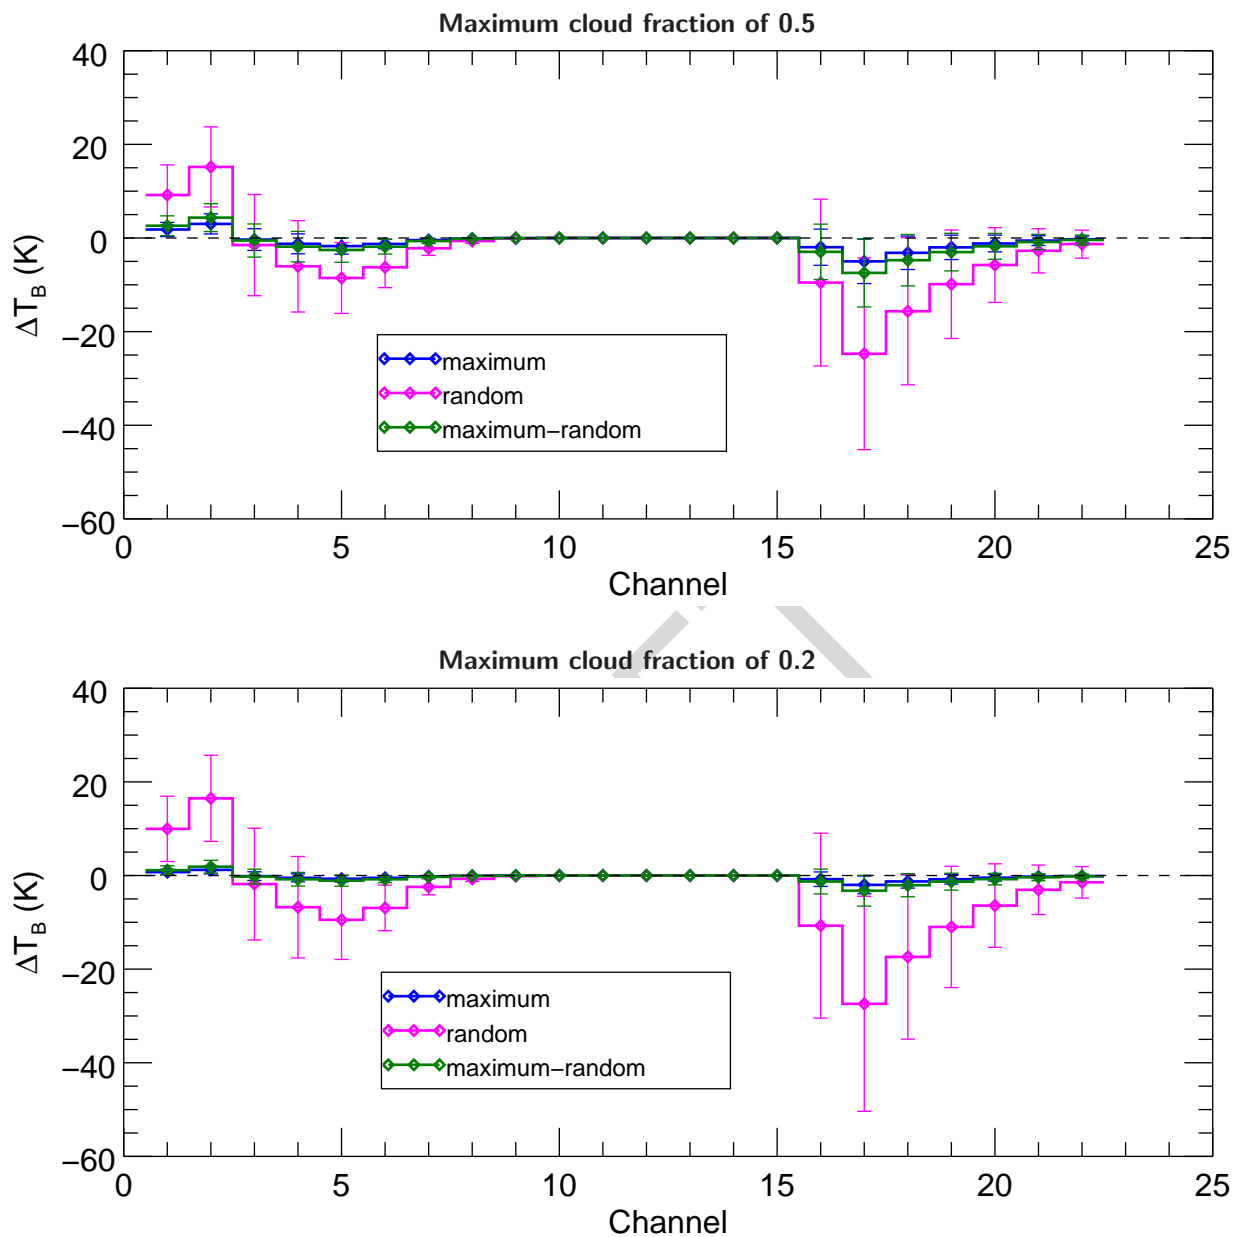 Maximum cloud fraction of 0.5
40
20
0
−20
−40
−60
ΔT_B (K)
maximum
random
maximum−random
0 5 10 15 20 25
Channel
Maximum cloud fraction of 0.2
40
20
0
−20
−40
−60
ΔT_B (K)
maximum
random
maximum−random
0 5 10 15 20 25
Channel